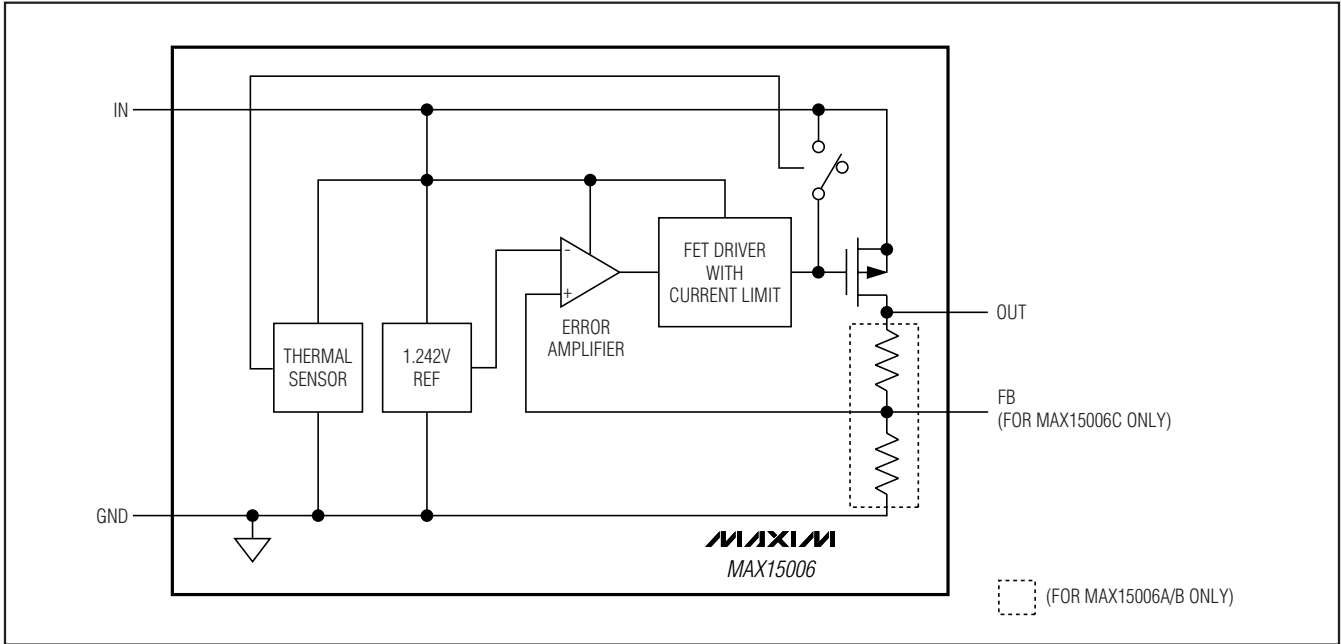 IN
FET DRIVER
WITH
CURRENT LIMIT
-
+
ERROR
AMPLIFIER
OUT
THERMAL
SENSOR
1.242V
REF
FB
(FOR MAX15006C ONLY)
GND
MAXIM
MAX15006
(FOR MAX15006A/B ONLY)